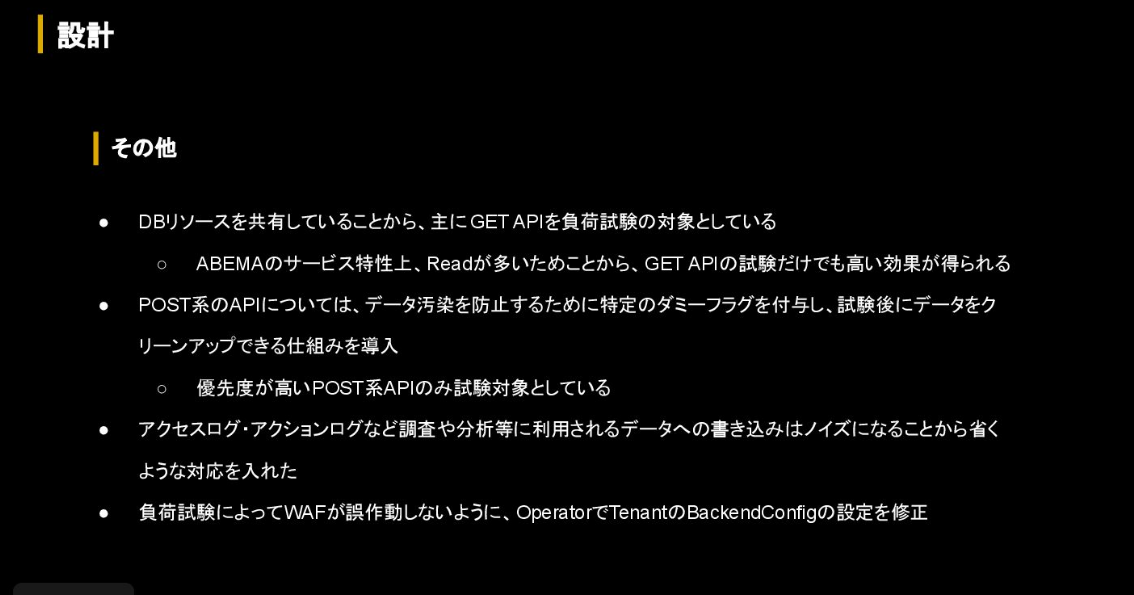 設計
その他
● DBリソースを共有していることから、主にGET APIを負荷試験の対象としている
○ ABEMAのサービス特性上、Readが多いためことから、GET APIの試験だけでも高い効果が得られる
● POST系のAPIについては、データ汚染を防止するために特定のダミーフラグを付与し、試験後にデータをク
リーンアップできる仕組みを導入
○ 優先度が高いPOST系APIのみ試験対象としている
● アクセスログ・アクションログなど調査や分析等に利用されるデータへの書き込みはノイズになることから省く
ような対応を入れた
● 負荷試験によってWAFが誤作動しないように、OperatorでTenantのBackendConfigの設定を修正